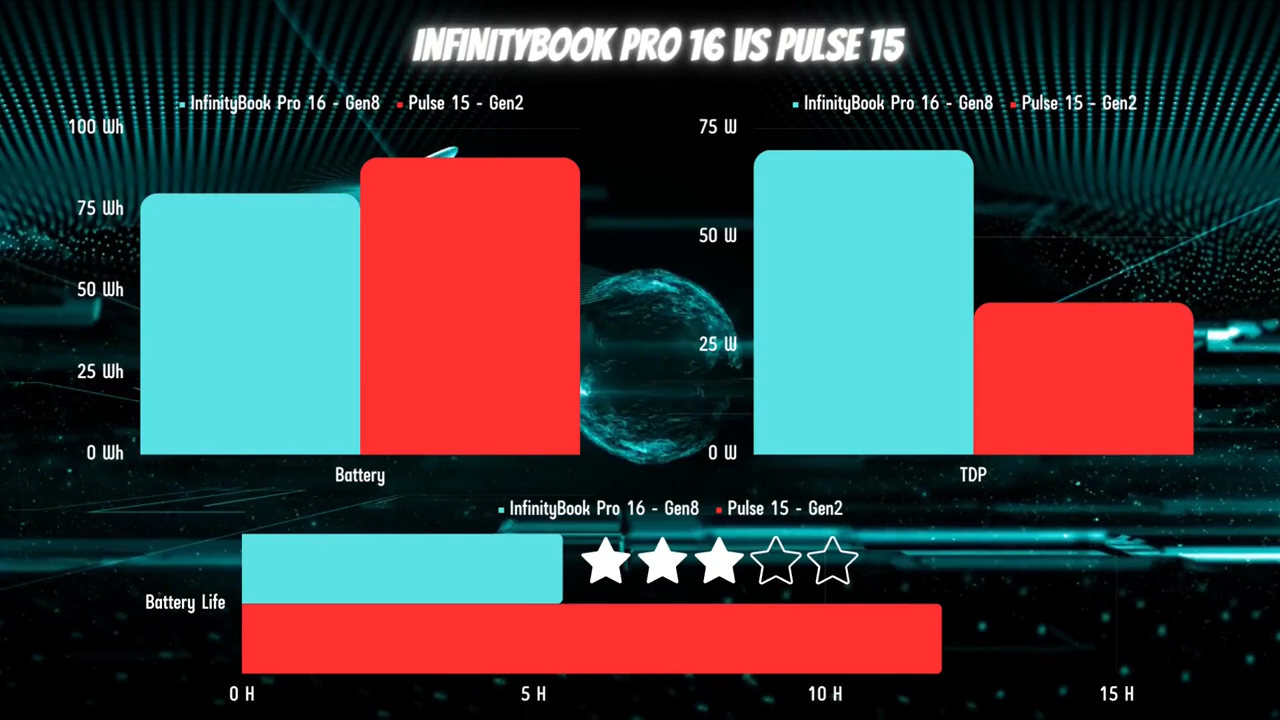 INFINITYBOOK PRO 16 VS PULSE 15
InfinityBook Pro 16 - Gen8 Pulse 15 - Gen2
100 Wh
75 Wh
50 Wh
25 Wh
0 Wh
Battery
InfinityBook Pro 16 - Gen8 Pulse 15 - Gen2
75 W
50 W
25 W
0 W
TDP
InfinityBook Pro 16 - Gen8 Pulse 15 - Gen2
Battery Life
0 H 5 H 10 H 15 H